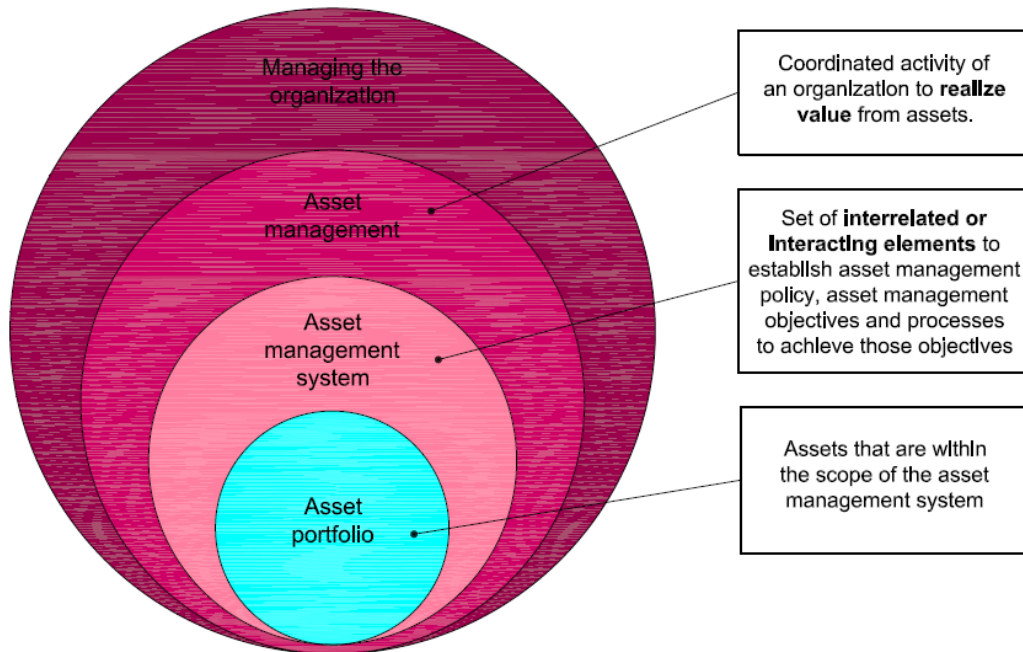 Managing the
organization
Asset
management
Asset
management
system
Asset
portfolio
Coordinated activity of
an organization to realize
value from assets.
Set of interrelated or
interacting elements to
establish asset management
policy, asset management
objectives and processes
to achieve those objectives
Assets that are within
the scope of the asset
management system